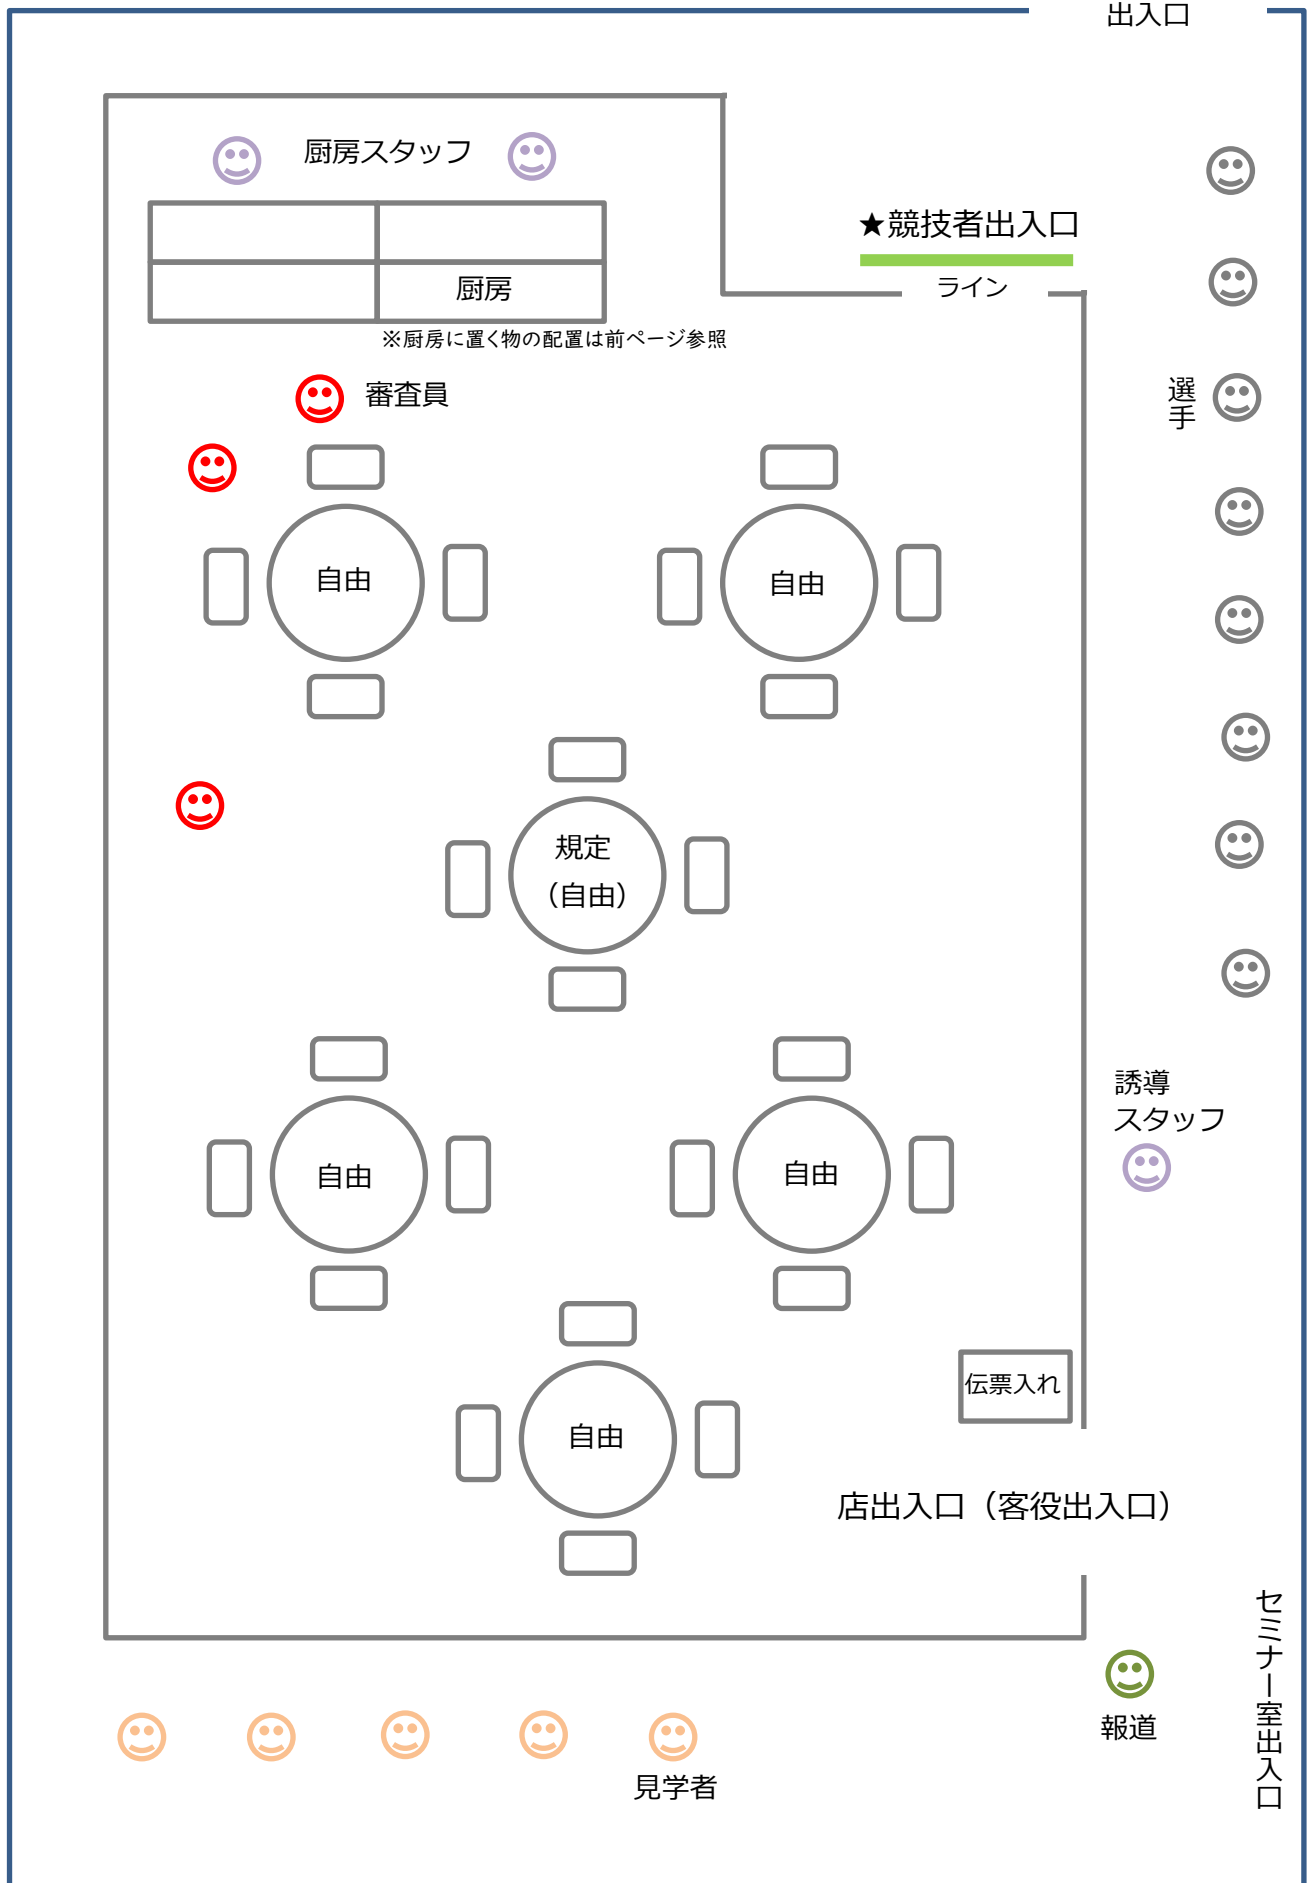 出入口
厨房スタッフ
★競技者出入口
厨房
ライン
※厨房に置く物の配置は前ページ参照
審査員
選手
自由
自由
規定
（自由）
誘導
スタッフ
自由
自由
伝票入れ
自由
店出入口（客役出入口）
セミナー室出入口
報道
見学者